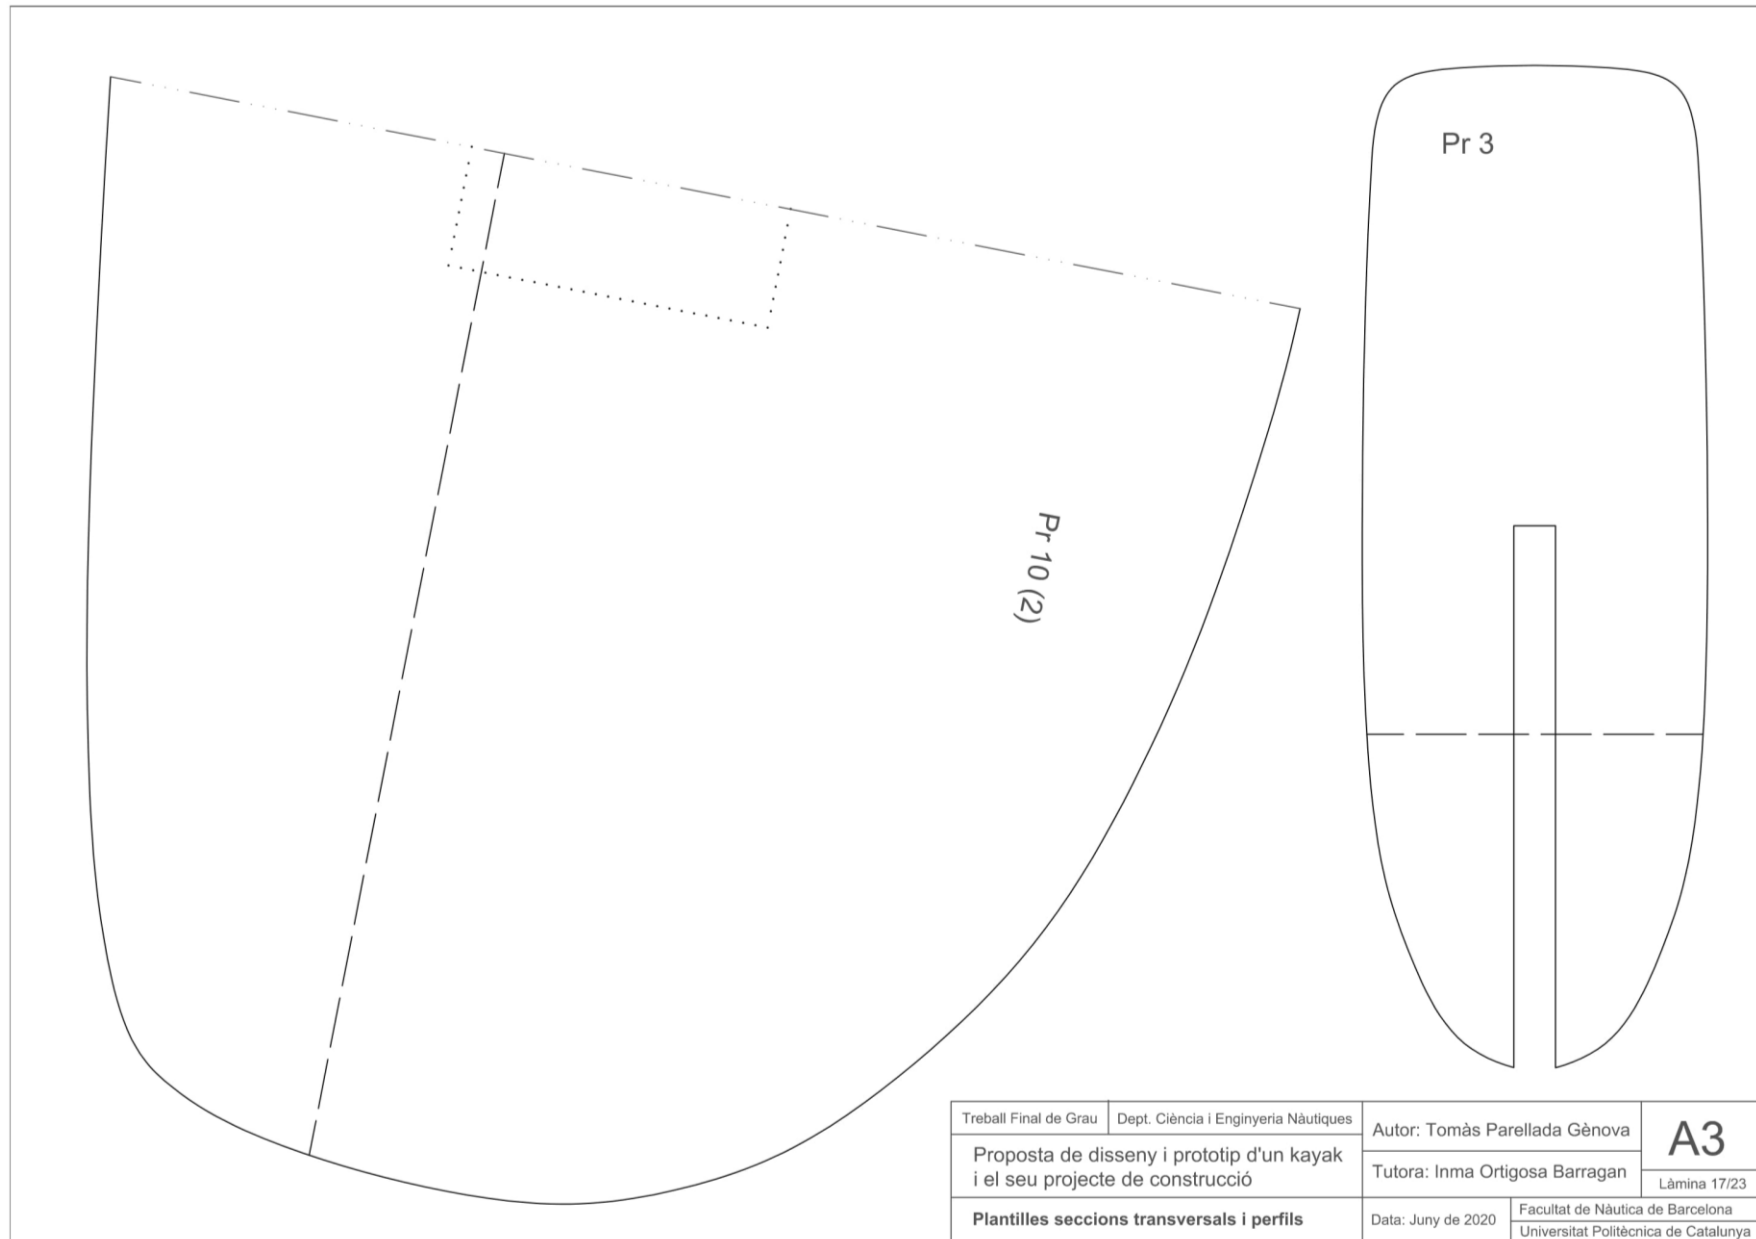 Pr 3
Pr 10 (2)
Treball Final de Grau
Dept. Ciència i Enginyeria Nàutiques
Proposta de disseny i prototip d'un kayak
i el seu projecte de construcció
Plantilles seccions transversals i perfils
Autor: Tomàs Parellada Gènova
Tutora: Inma Ortigosa Barragan
A3
Làmina 17/23
Data: Juny de 2020
Facultat de Nàutica de Barcelona
Universitat Politècnica de Catalunya